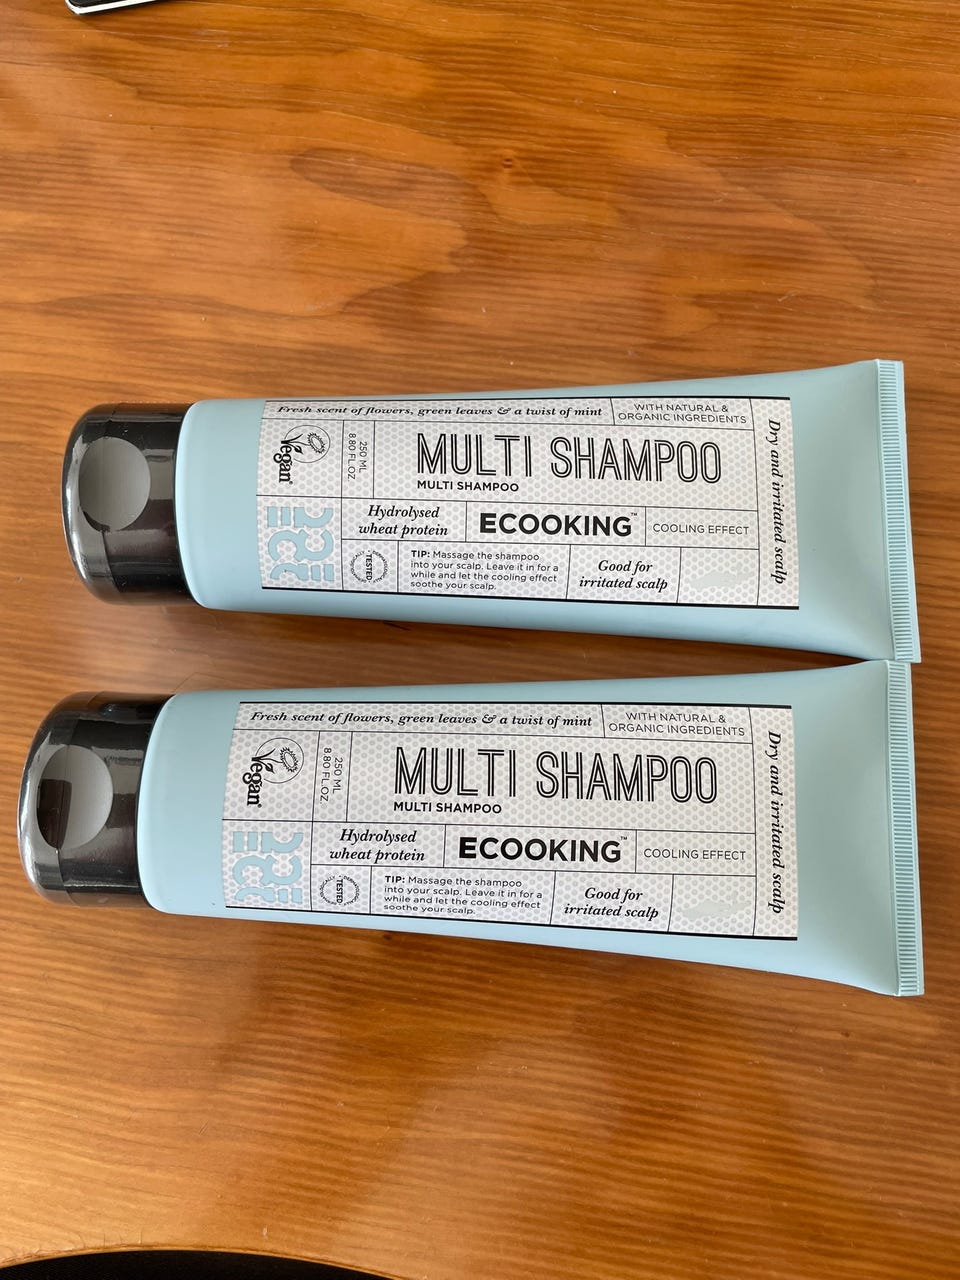 Fresh scent of flowers, green leaves & a twist of mint
WITH NATURAL &
ORGANIC INGREDIENTS
Vegan
250 ML
8.80 FL.OZ
MULTI SHAMPOO
MULTI SHAMPOO
Dry and irritated scalp
Hydrolysed
wheat protein
ECOOKING™
COOLING EFFECT
DERMATOLOGICALLY
TESTED
TIP: Massage the shampoo
into your scalp. Leave it in for a
while and let the cooling effect
soothe your scalp.
Good for
irritated scalp
Fresh scent of flowers, green leaves & a twist of mint
WITH NATURAL &
ORGANIC INGREDIENTS
Vegan
250 ML
8.80 FL.OZ
MULTI SHAMPOO
MULTI SHAMPOO
Dry and irritated scalp
Hydrolysed
wheat protein
ECOOKING™
COOLING EFFECT
TESTED
TIP: Massage the shampoo
into your scalp. Leave it in for a
while and let the cooling effect
soothe your scalp.
Good for
irritated scalp